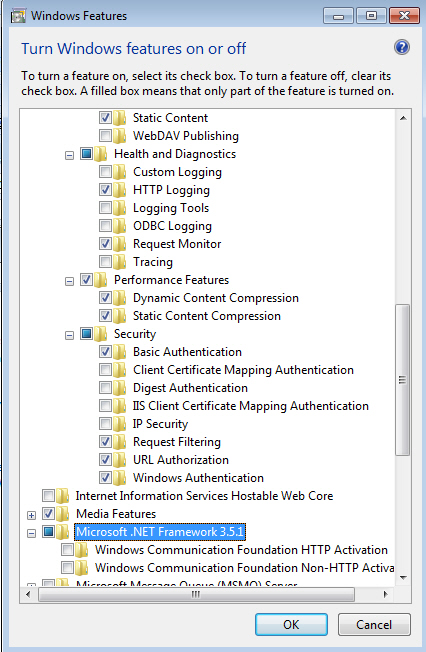 Windows Features
Turn Windows features on or off
To turn a feature on, select its check box. To turn a feature off, clear its
check box. A filled box means that only part of the feature is turned on.
Static Content
WebDAV Publishing
Health and Diagnostics
Custom Logging
HTTP Logging
Logging Tools
ODBC Logging
Request Monitor
Tracing
Performance Features
Dynamic Content Compression
Static Content Compression
Security
Basic Authentication
Client Certificate Mapping Authentication
Digest Authentication
IIS Client Certificate Mapping Authentication
IP Security
Request Filtering
URL Authorization
Windows Authentication
Internet Information Services Hostable Web Core
Media Features
Microsoft .NET Framework 3.5.1
Windows Communication Foundation HTTP Activation
Windows Communication Foundation Non-HTTP Activa
Microsoft Message Queue (MSMQ) Server
OK
Cancel